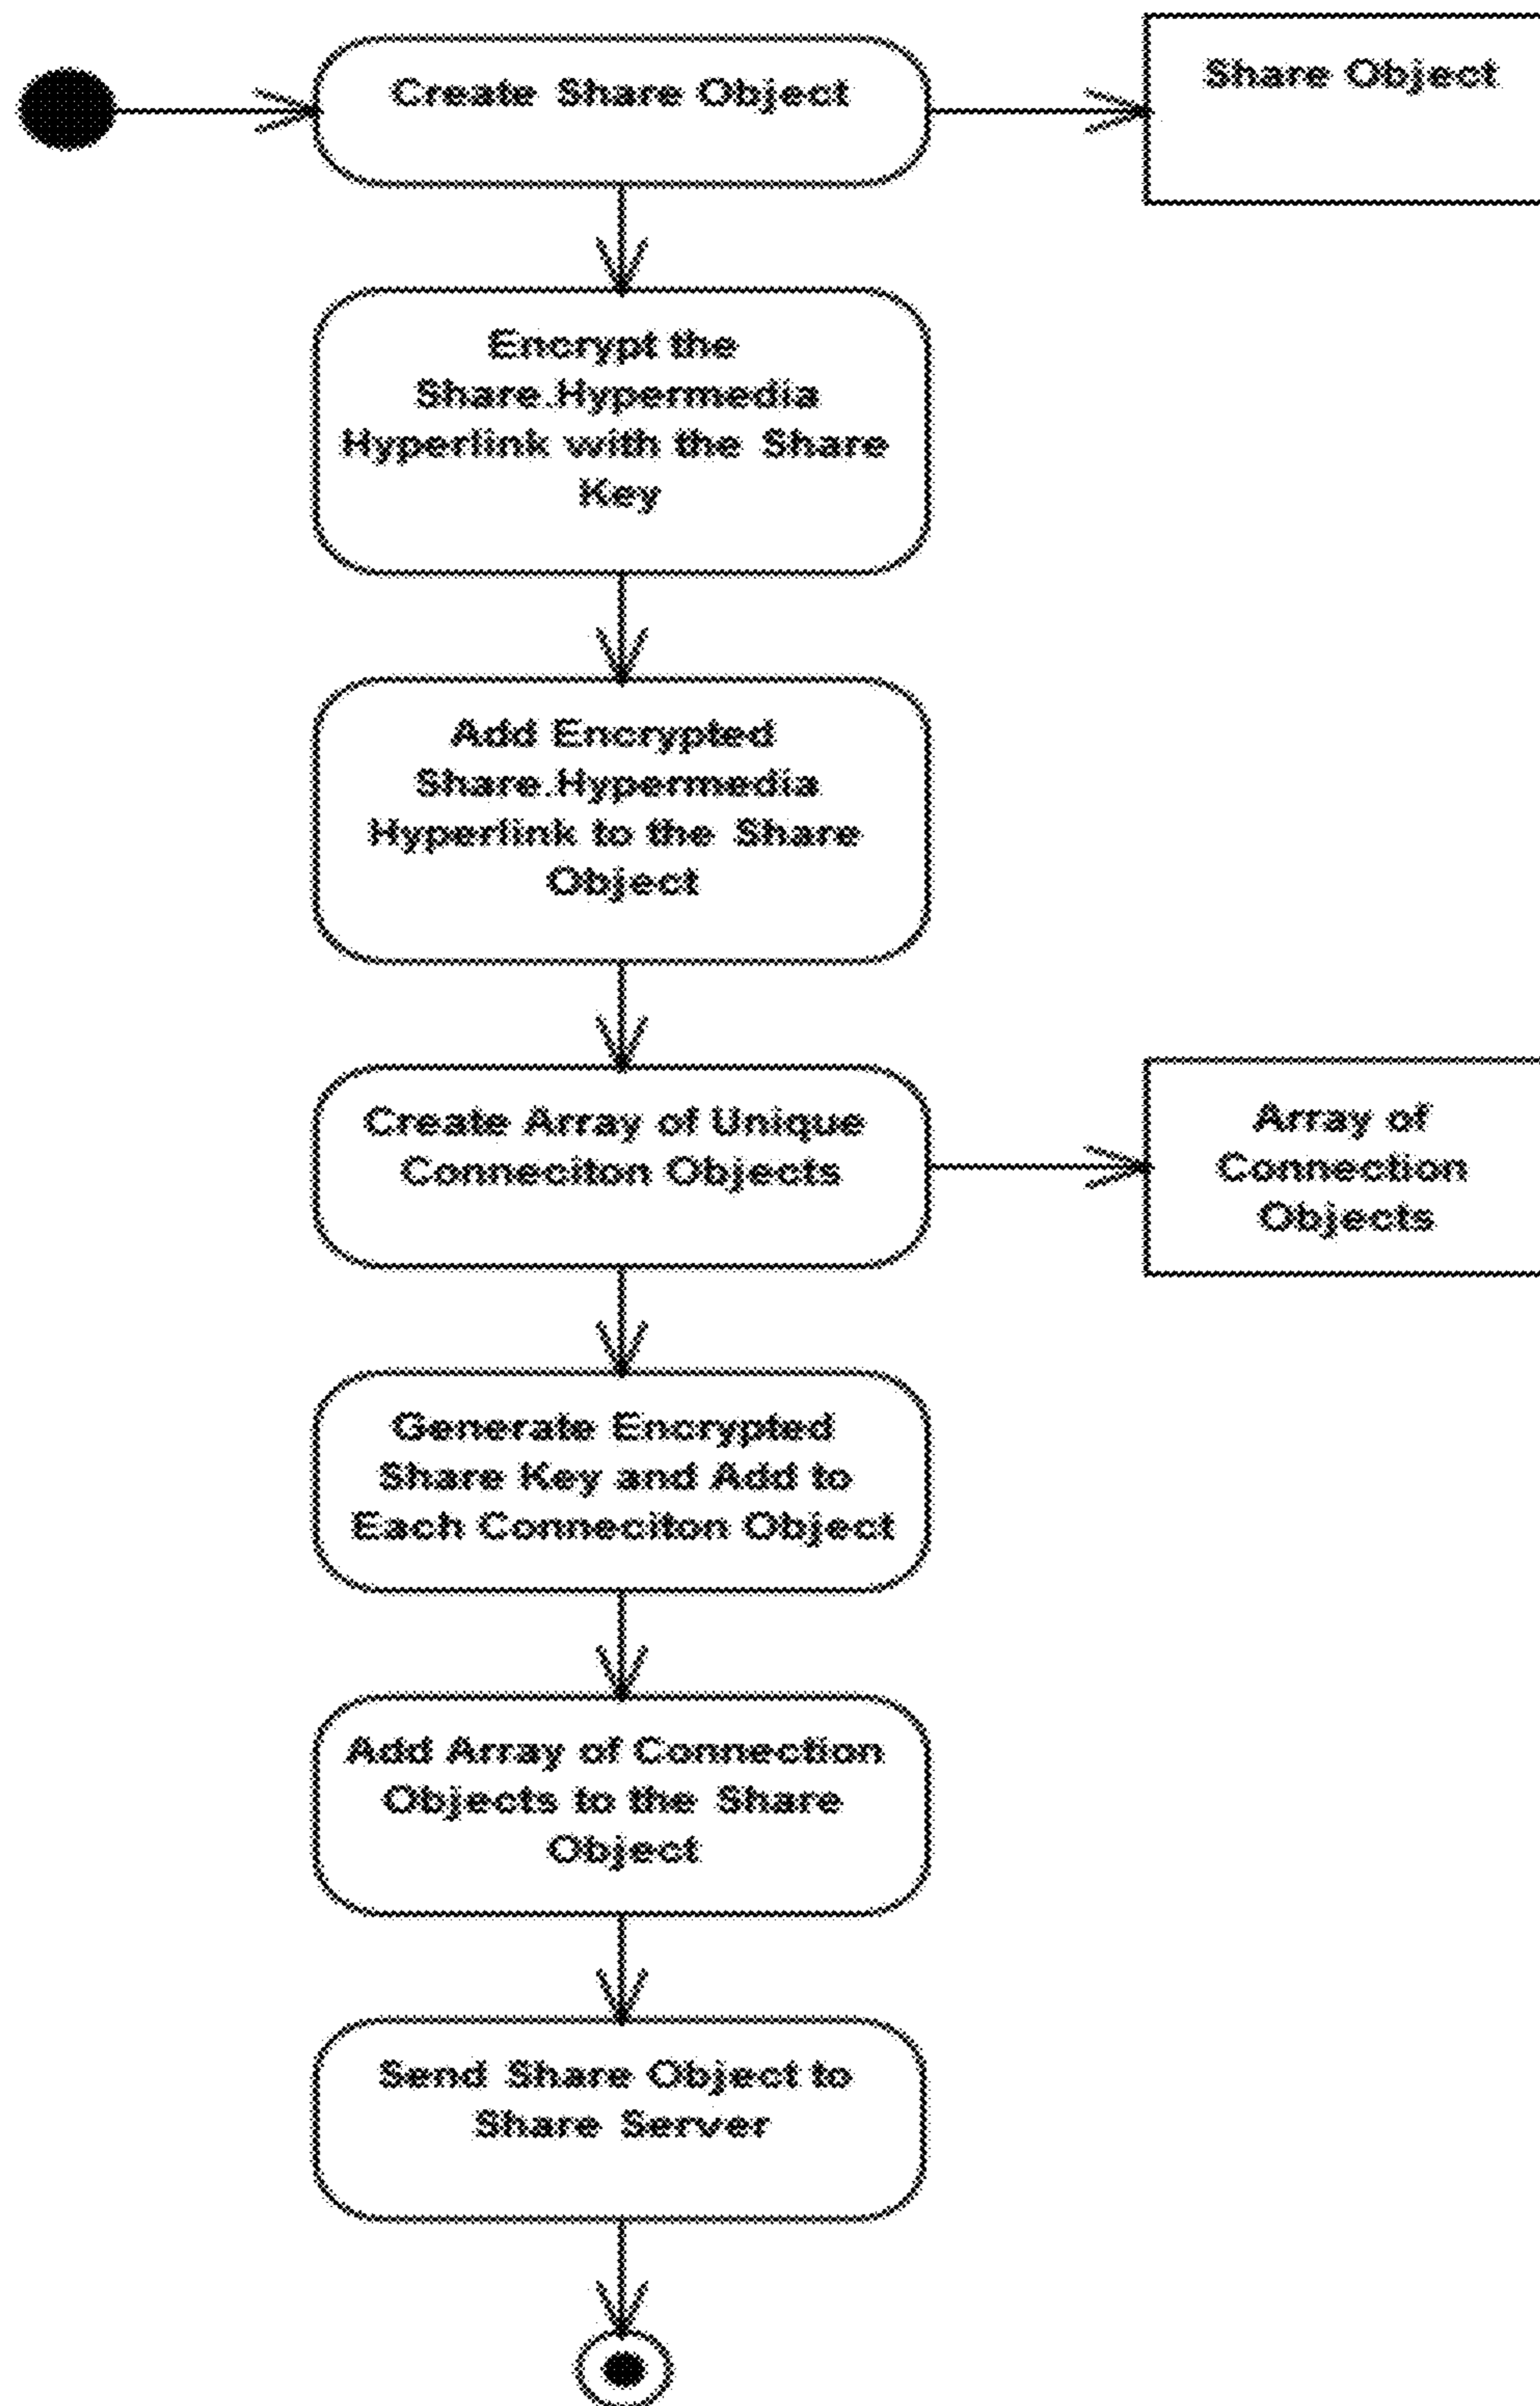 Create Share Object
Share Object
Encrypt the
Share.Hypermedia
Hyperlink with the Share
Key
Add Encrypted
Share.Hypermedia
Hyperlink to the Share
Object
Create Array of Unique
Conneciton Objects
Array of
Connection
Objects
Generate Encrypted
Share Key and Add to
Each Conneciton Object
Add Array of Connection
Objects to the Share
Object
Send Share Object to
Share Server